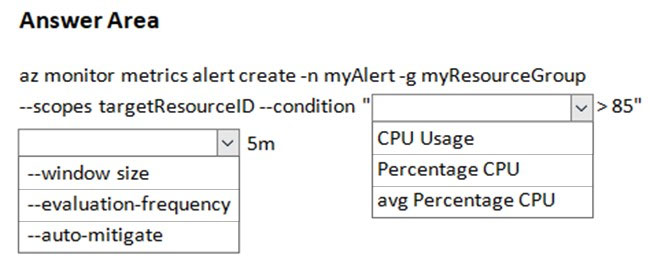 Answer Area
az monitor metrics alert create -n myAlert -g myResourceGroup
--scopes targetResourceID --condition " > 85"
5m
CPU Usage
Percentage CPU
avg Percentage CPU
--window size
--evaluation-frequency
--auto-mitigate